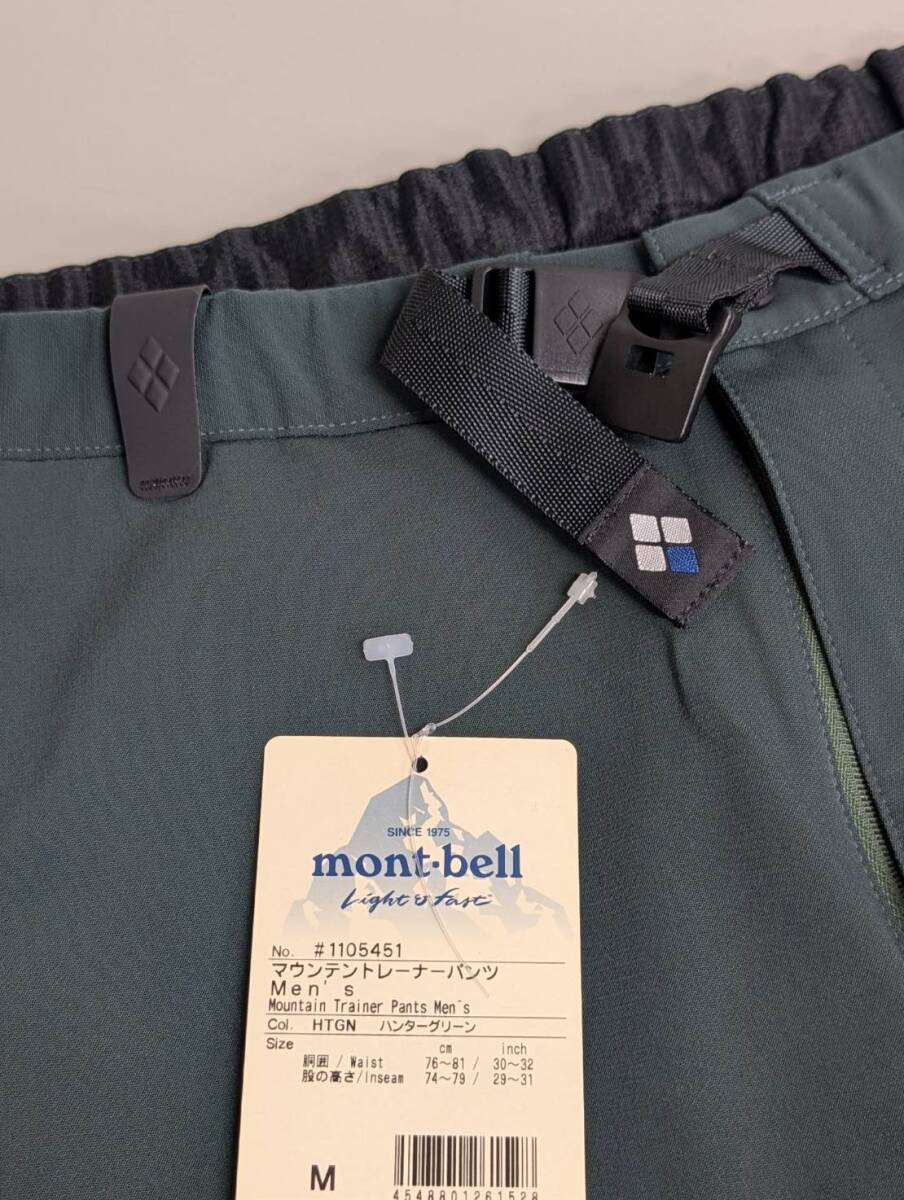 SINCE 1975
mont-bell
Light & Fast
No. #1105451
マウンテントレーナーパンツ
Men's
Mountain Trainer Pants Men's
Col. HTGN ハンターグリーン
Size cm inch
胴囲 / Waist 76〜81 / 30〜32
股の高さ/Inseam 74〜79 / 29〜31
M
4548801261528